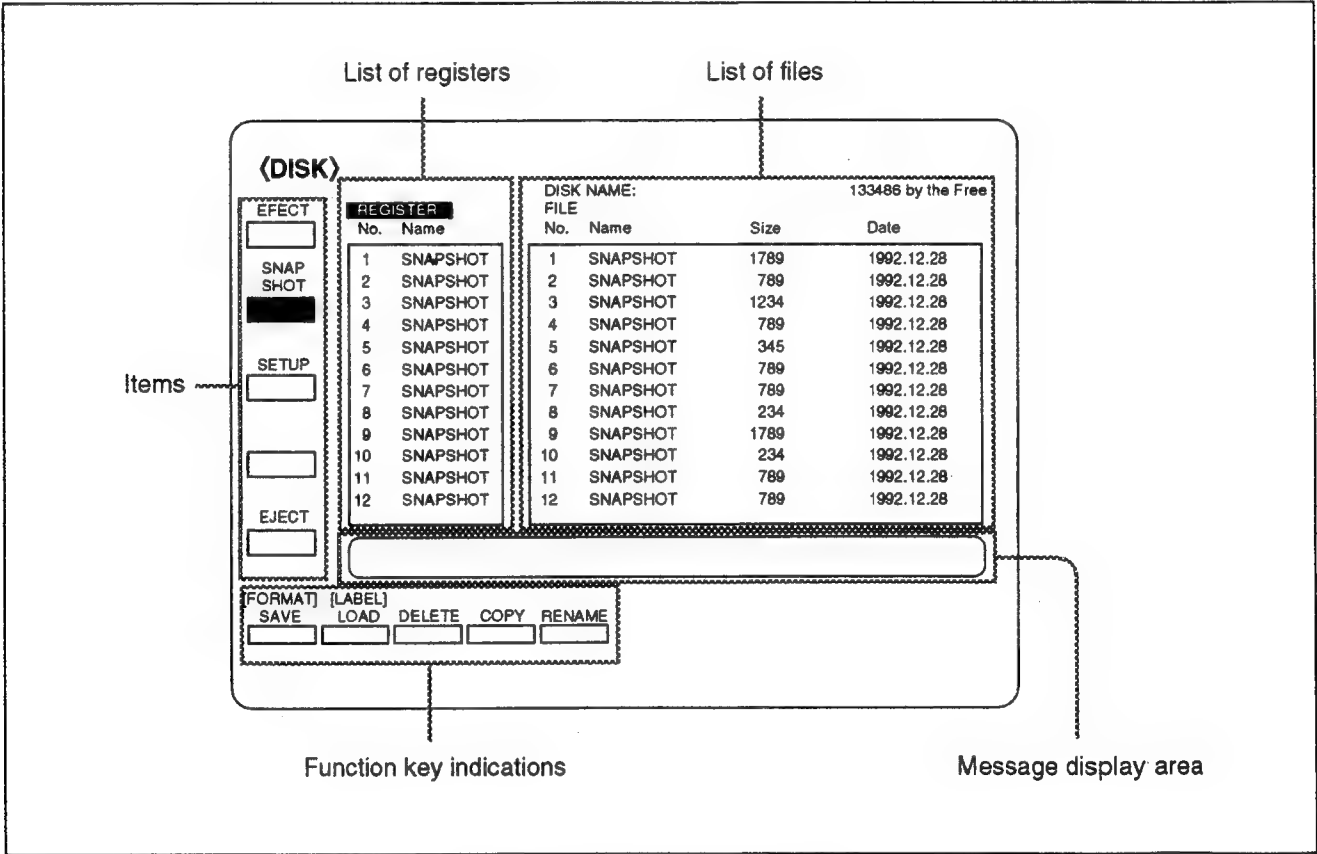 List of registers
List of files
〈DISK〉
DISK NAME: 133486 by the Free
EFECT
REGISTER
FILE
No. Name
No. Name Size Date
SNAP
SHOT
SETUP
EJECT
1 SNAPSHOT
2 SNAPSHOT
3 SNAPSHOT
4 SNAPSHOT
5 SNAPSHOT
6 SNAPSHOT
7 SNAPSHOT
8 SNAPSHOT
9 SNAPSHOT
10 SNAPSHOT
11 SNAPSHOT
12 SNAPSHOT
1 SNAPSHOT 1789 1992.12.28
2 SNAPSHOT 789 1992.12.28
3 SNAPSHOT 1234 1992.12.28
4 SNAPSHOT 789 1992.12.28
5 SNAPSHOT 345 1992.12.28
6 SNAPSHOT 789 1992.12.28
7 SNAPSHOT 789 1992.12.28
8 SNAPSHOT 234 1992.12.28
9 SNAPSHOT 1789 1992.12.28
10 SNAPSHOT 234 1992.12.28
11 SNAPSHOT 789 1992.12.28
12 SNAPSHOT 789 1992.12.28
Items
[FORMAT] [LABEL]
SAVE LOAD DELETE COPY RENAME
Function key indications
Message display area